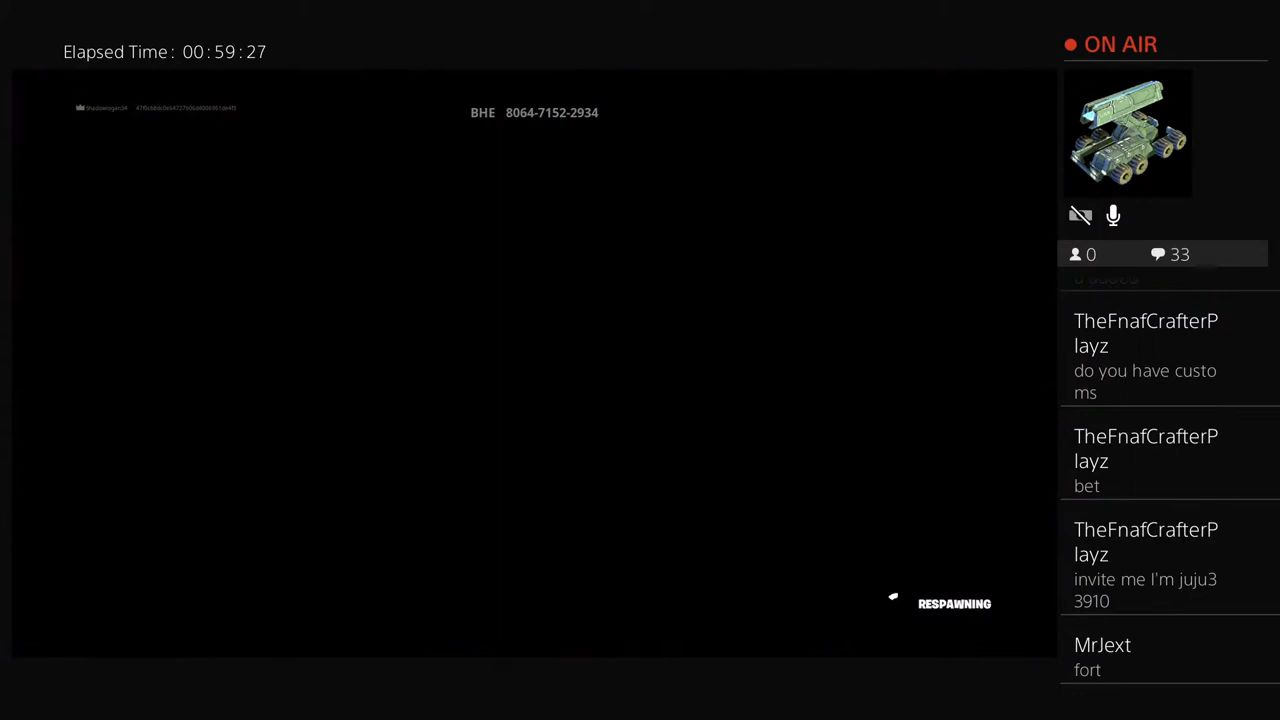 Elapsed Time: 00:59:27
ON AIR
BHE 8064-7152-2934
0 33
TheFnafCrafterP
layz
do you have custo
ms
TheFnafCrafterP
layz
bet
TheFnafCrafterP
layz
invite me I'm juju3
3910
MrJext
fort
RESPAWNING